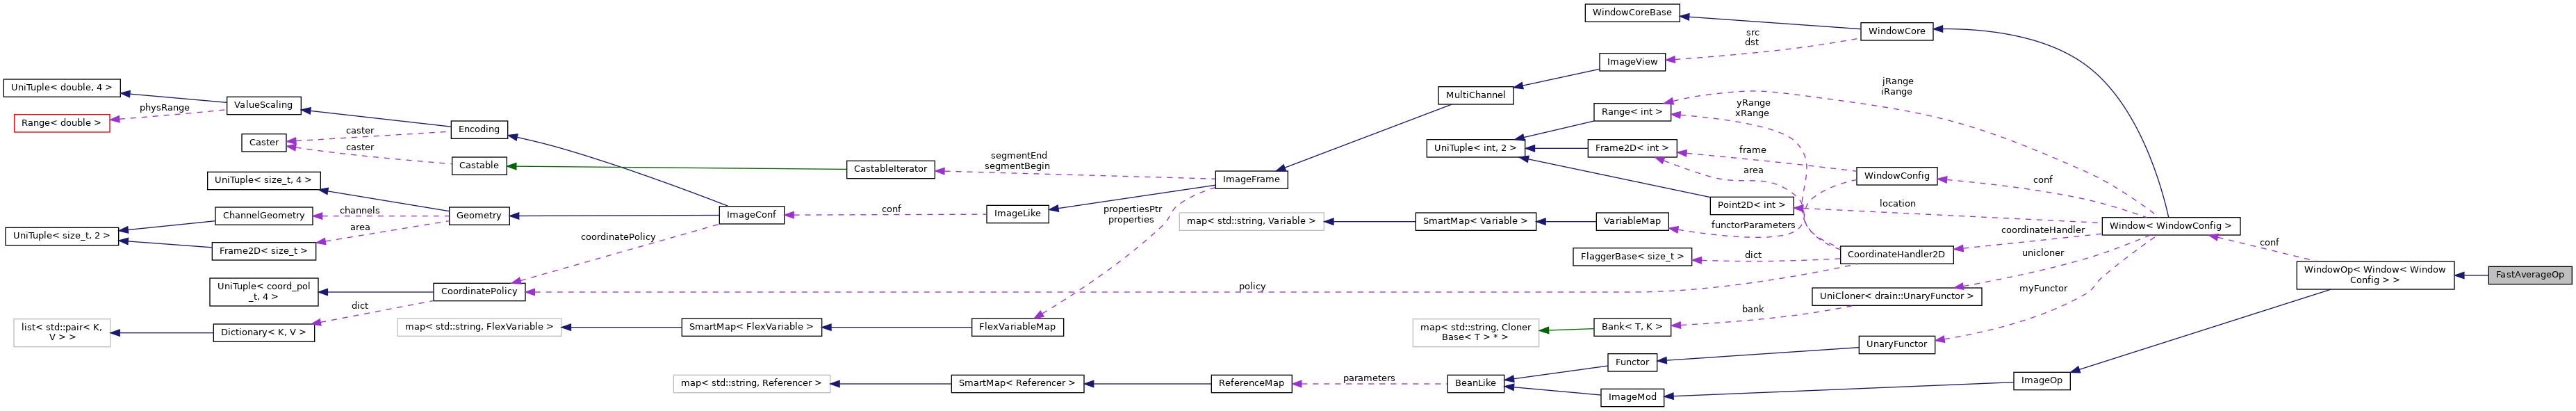 WindowCoreBase
WindowCore
src
dst
ImageView
UniTuple< double, 4 >
ValueScaling
physRange
Range< double >
MultiChannel
jRange
iRange
yRange
xRange
Range< int >
Encoding
caster
Caster
caster
Castable
UniTuple< int, 2 >
Frame2D< int >
frame
segmentEnd
segmentBegin
CastableIterator
ImageFrame
area
WindowConfig
conf
UniTuple< size_t, 4 >
Point2D< int >
location
ChannelGeometry
channels
Geometry
ImageConf
conf
ImageLike
propertiesPtr
properties
map< std::string, Variable >
SmartMap< Variable >
VariableMap
functorParameters
Window< WindowConfig >
UniTuple< size_t, 2 >
area
Frame2D< size_t >
coordinatePolicy
coordinateHandler
conf
FlaggerBase< size_t >
dict
CoordinateHandler2D
unicloner
WindowOp< Window< Window
Config > >
FastAverageOp
UniTuple< coord_pol
_t, 4 >
CoordinatePolicy
policy
myFunctor
UniCloner< drain::UnaryFunctor >
dict
bank
list< std::pair< K,
V > >
Dictionary< K, V >
map< std::string, FlexVariable >
SmartMap< FlexVariable >
FlexVariableMap
map< std::string, Cloner
Base< T > * >
Bank< T, K >
UnaryFunctor
Functor
map< std::string, Referencer >
SmartMap< Referencer >
ReferenceMap
parameters
BeanLike
ImageOp
ImageMod